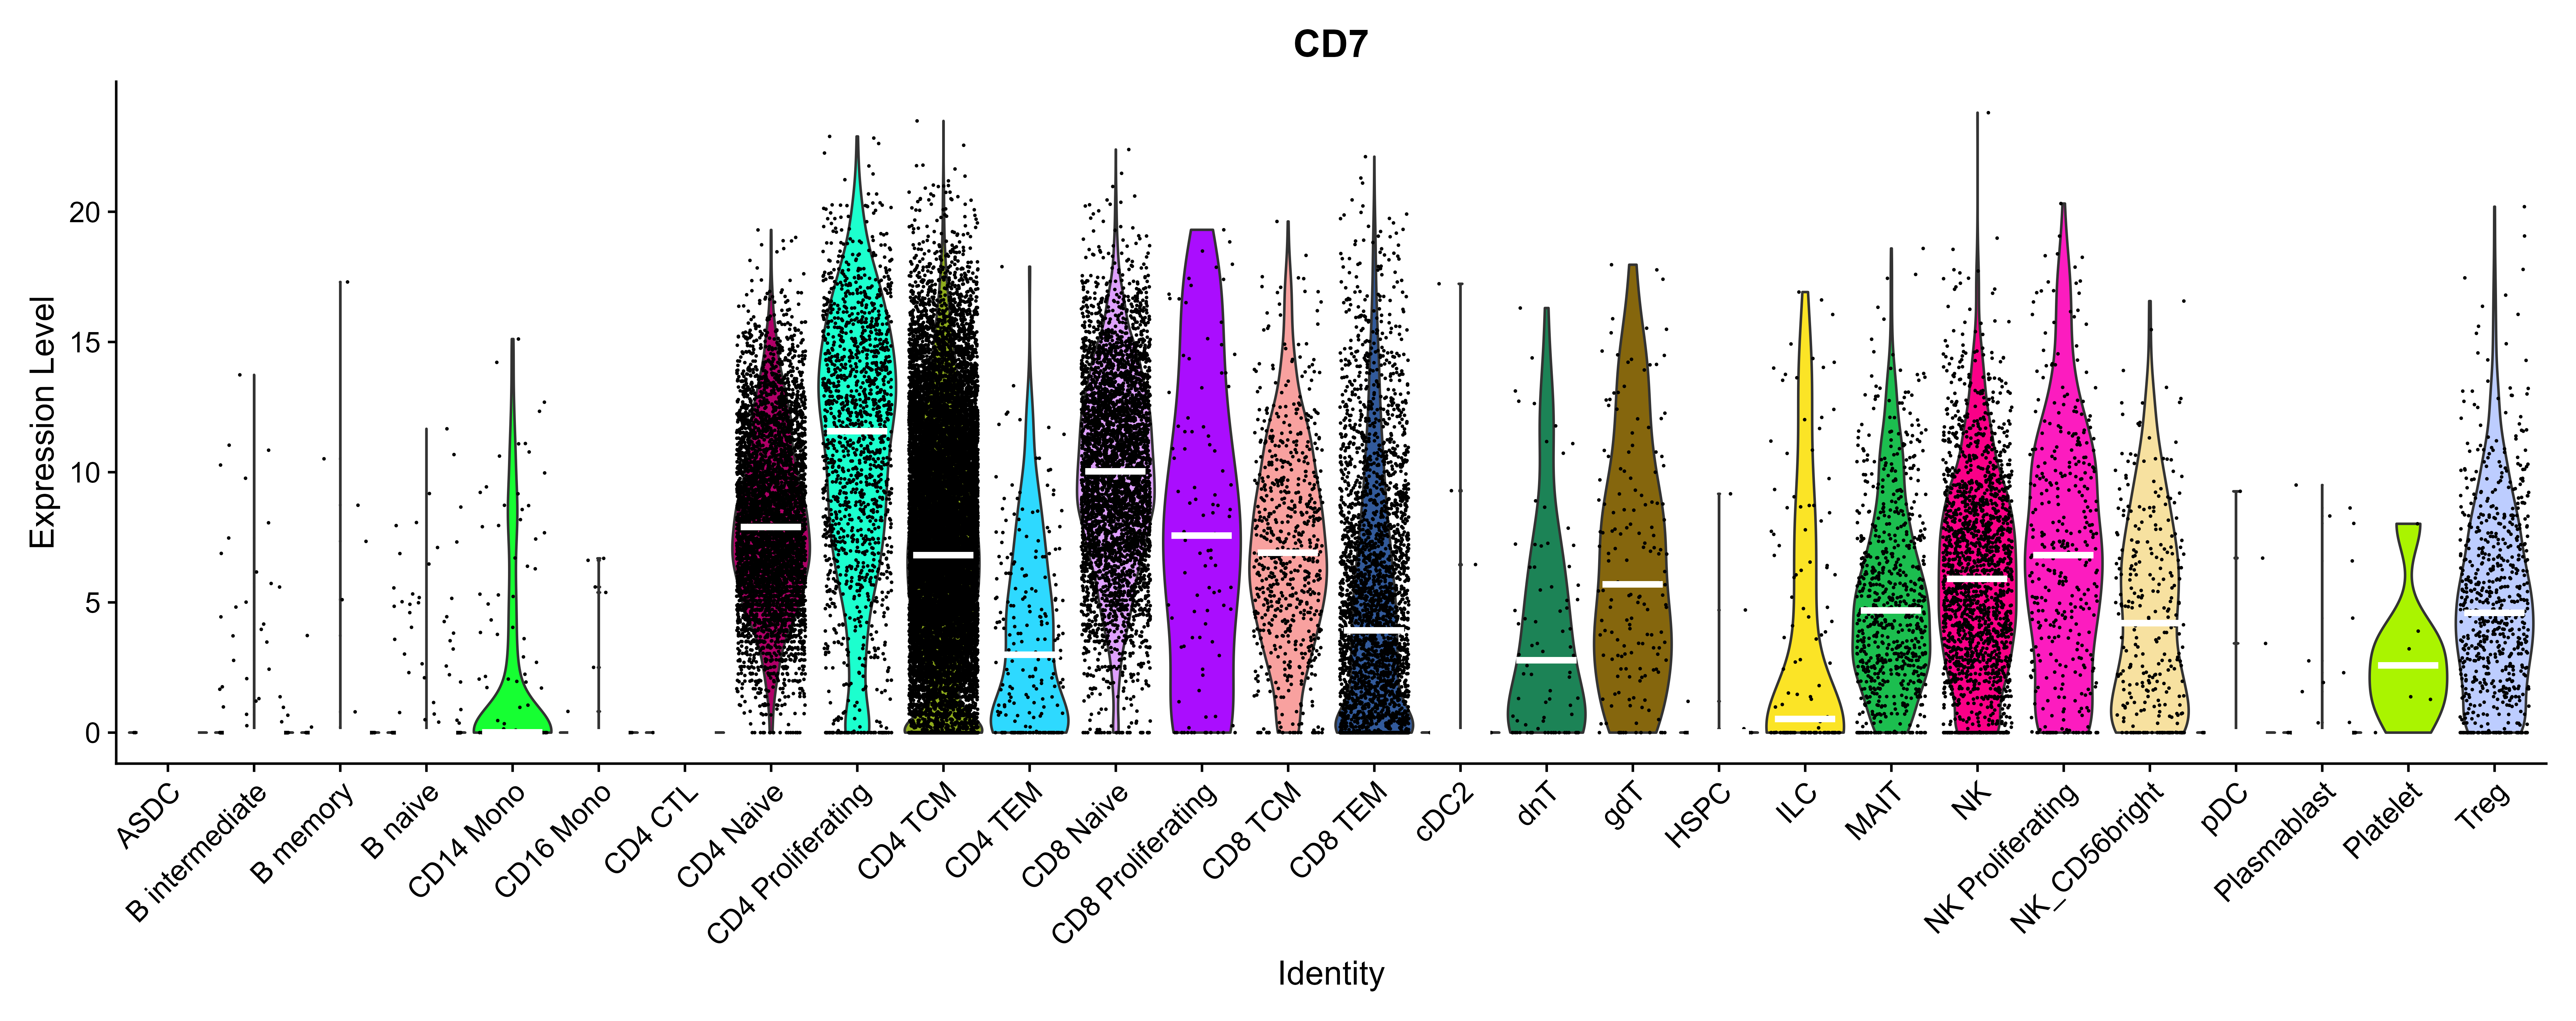 CD7
Expression Level
20
15
10
5
0
ASDC
B intermediate
B memory
B naive
CD14 Mono
CD16 Mono
CD4 CTL
CD4 Naive
CD4 Proliferating
CD4 TCM
CD4 TEM
CD8 Naive
CD8 Proliferating
CD8 TCM
CD8 TEM
cDC2
dnT
gdT
HSPC
ILC
MAIT
NK
NK Proliferating
NK_CD56bright
pDC
Plasmablast
Platelet
Treg
Identity